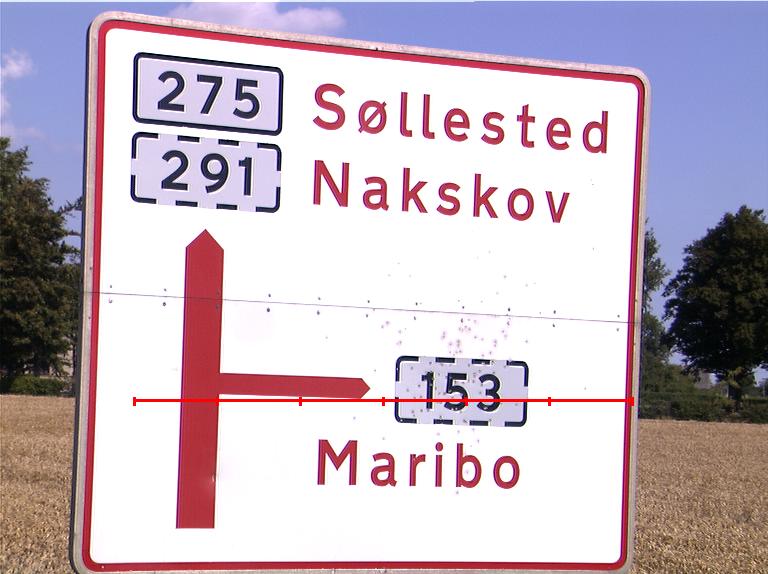 275 Søllested
291 Nakskov
153
Maribo